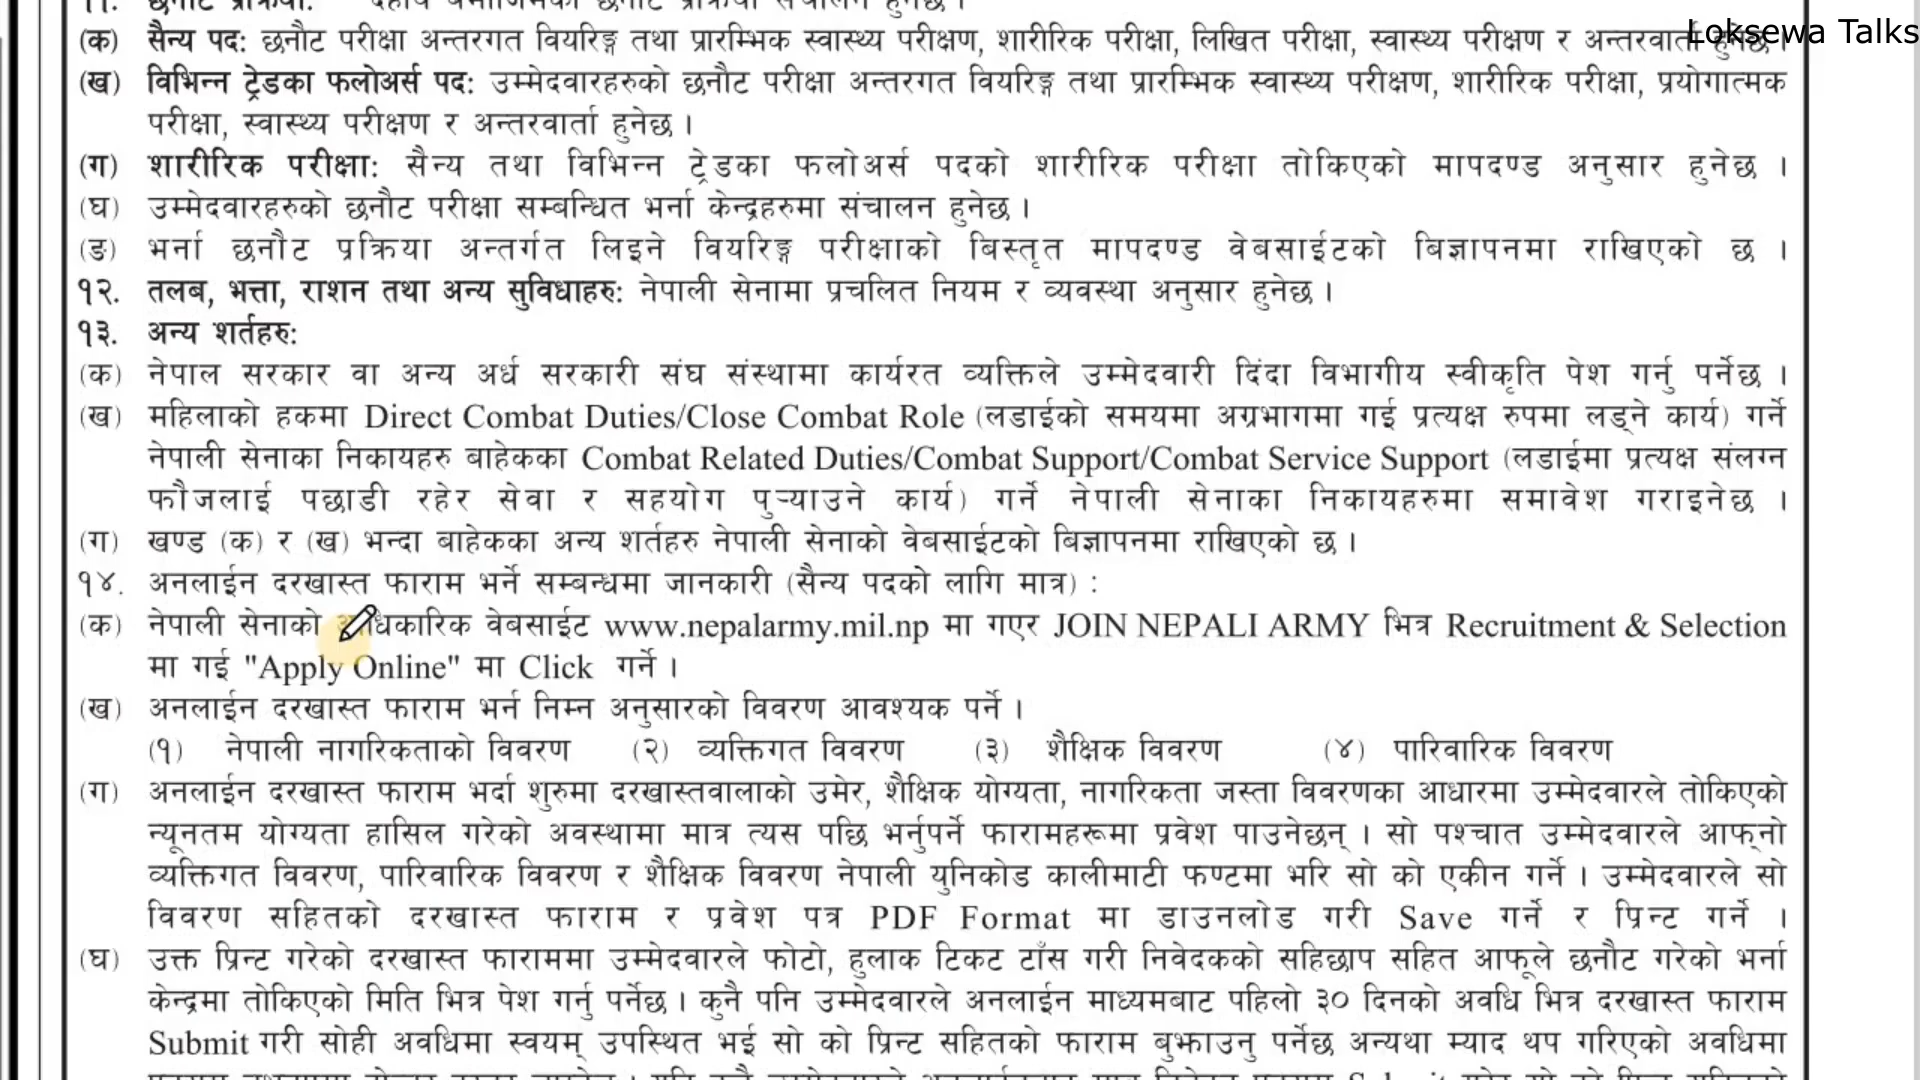 ११. छनौट प्रक्रिया: देहाय बमोजिमको छनौट प्रक्रिया संचालन हुनेछ ।
Loksewa Talks
(क) सैन्य पद: छनौट परीक्षा अन्तरगत वियरिङ्ग तथा प्रारम्भिक स्वास्थ्य परीक्षण, शारीरिक परीक्षा, लिखित परीक्षा, स्वास्थ्य परीक्षण र अन्तरवार्ता हुनेछ ।
(ख) विभिन्न ट्रेडका फलोअर्स पद: उम्मेदवारहरुको छनौट परीक्षा अन्तरगत वियरिङ्ग तथा प्रारम्भिक स्वास्थ्य परीक्षण, शारीरिक परीक्षा, प्रयोगात्मक
परीक्षा, स्वास्थ्य परीक्षण र अन्तरवार्ता हुनेछ ।
(ग) शारीरिक परीक्षा: सैन्य तथा विभिन्न ट्रेडका फलोअर्स पदको शारीरिक परीक्षा तोकिएको मापदण्ड अनुसार हुनेछ ।
(घ) उम्मेदवारहरुको छनौट परीक्षा सम्बन्धित भर्ना केन्द्रहरुमा संचालन हुनेछ ।
(ङ) भर्ना छनौट प्रक्रिया अन्तर्गत लिइने वियरिङ्ग परीक्षाको बिस्तृत मापदण्ड वेबसाईटको बिज्ञापनमा राखिएको छ ।
१२. तलब, भत्ता, राशन तथा अन्य सुविधाहरु: नेपाली सेनामा प्रचलित नियम र व्यवस्था अनुसार हुनेछ ।
१३. अन्य शर्तहरु:
(क) नेपाल सरकार वा अन्य अर्ध सरकारी संघ संस्थामा कार्यरत व्यक्तिले उम्मेदवारी दिंदा विभागीय स्वीकृति पेश गर्नु पर्नेछ ।
(ख) महिलाको हकमा Direct Combat Duties/Close Combat Role (लडाईको समयमा अग्रभागमा गई प्रत्यक्ष रुपमा लड्ने कार्य) गर्ने
नेपाली सेनाका निकायहरु बाहेकका Combat Related Duties/Combat Support/Combat Service Support (लडाईमा प्रत्यक्ष संलग्न
फौजलाई पछाडी रहेर सेवा र सहयोग पुर्‍याउने कार्य) गर्ने नेपाली सेनाका निकायहरुमा समावेश गराइनेछ ।
(ग) खण्ड (क) र (ख) भन्दा बाहेकका अन्य शर्तहरु नेपाली सेनाको वेबसाईटको बिज्ञापनमा राखिएको छ ।
१४. अनलाईन दरखास्त फाराम भर्ने सम्बन्धमा जानकारी (सैन्य पदको लागि मात्र) :
(क) नेपाली सेनाको आधिकारिक वेबसाईट www.nepalarmy.mil.np मा गएर JOIN NEPALI ARMY भित्र Recruitment & Selection
मा गई "Apply Online" मा Click गर्ने ।
(ख) अनलाईन दरखास्त फाराम भर्न निम्न अनुसारको विवरण आवश्यक पर्ने ।
(१) नेपाली नागरिकताको विवरण (२) व्यक्तिगत विवरण (३) शैक्षिक विवरण (४) पारिवारिक विवरण
(ग) अनलाईन दरखास्त फाराम भर्दा शुरुमा दरखास्तवालाको उमेर, शैक्षिक योग्यता, नागरिकता जस्ता विवरणका आधारमा उम्मेदवारले तोकिएको
न्यूनतम योग्यता हासिल गरेको अवस्थामा मात्र त्यस पछि भर्नुपर्ने फारामहरूमा प्रवेश पाउनेछन् । सो पश्चात उम्मेदवारले आफ्नो
व्यक्तिगत विवरण, पारिवारिक विवरण र शैक्षिक विवरण नेपाली युनिकोड कालीमाटी फण्टमा भरि सो को एकीन गर्ने । उम्मेदवारले सो
विवरण सहितको दरखास्त फाराम र प्रवेश पत्र PDF Format मा डाउनलोड गरी Save गर्ने र प्रिन्ट गर्ने ।
(घ) उक्त प्रिन्ट गरेको दरखास्त फाराममा उम्मेदवारले फोटो, हुलाक टिकट टाँस गरी निवेदकको सहिछाप सहित आफूले छनौट गरेको भर्ना
केन्द्रमा तोकिएको मिति भित्र पेश गर्नु पर्नेछ । कुनै पनि उम्मेदवारले अनलाईन माध्यमबाट पहिलो ३० दिनको अवधि भित्र दरखास्त फाराम
Submit गरी सोही अवधिमा स्वयम् उपस्थित भई सो को प्रिन्ट सहितको फाराम बुझाउनु पर्नेछ अन्यथा म्याद थप गरिएको अवधिमा